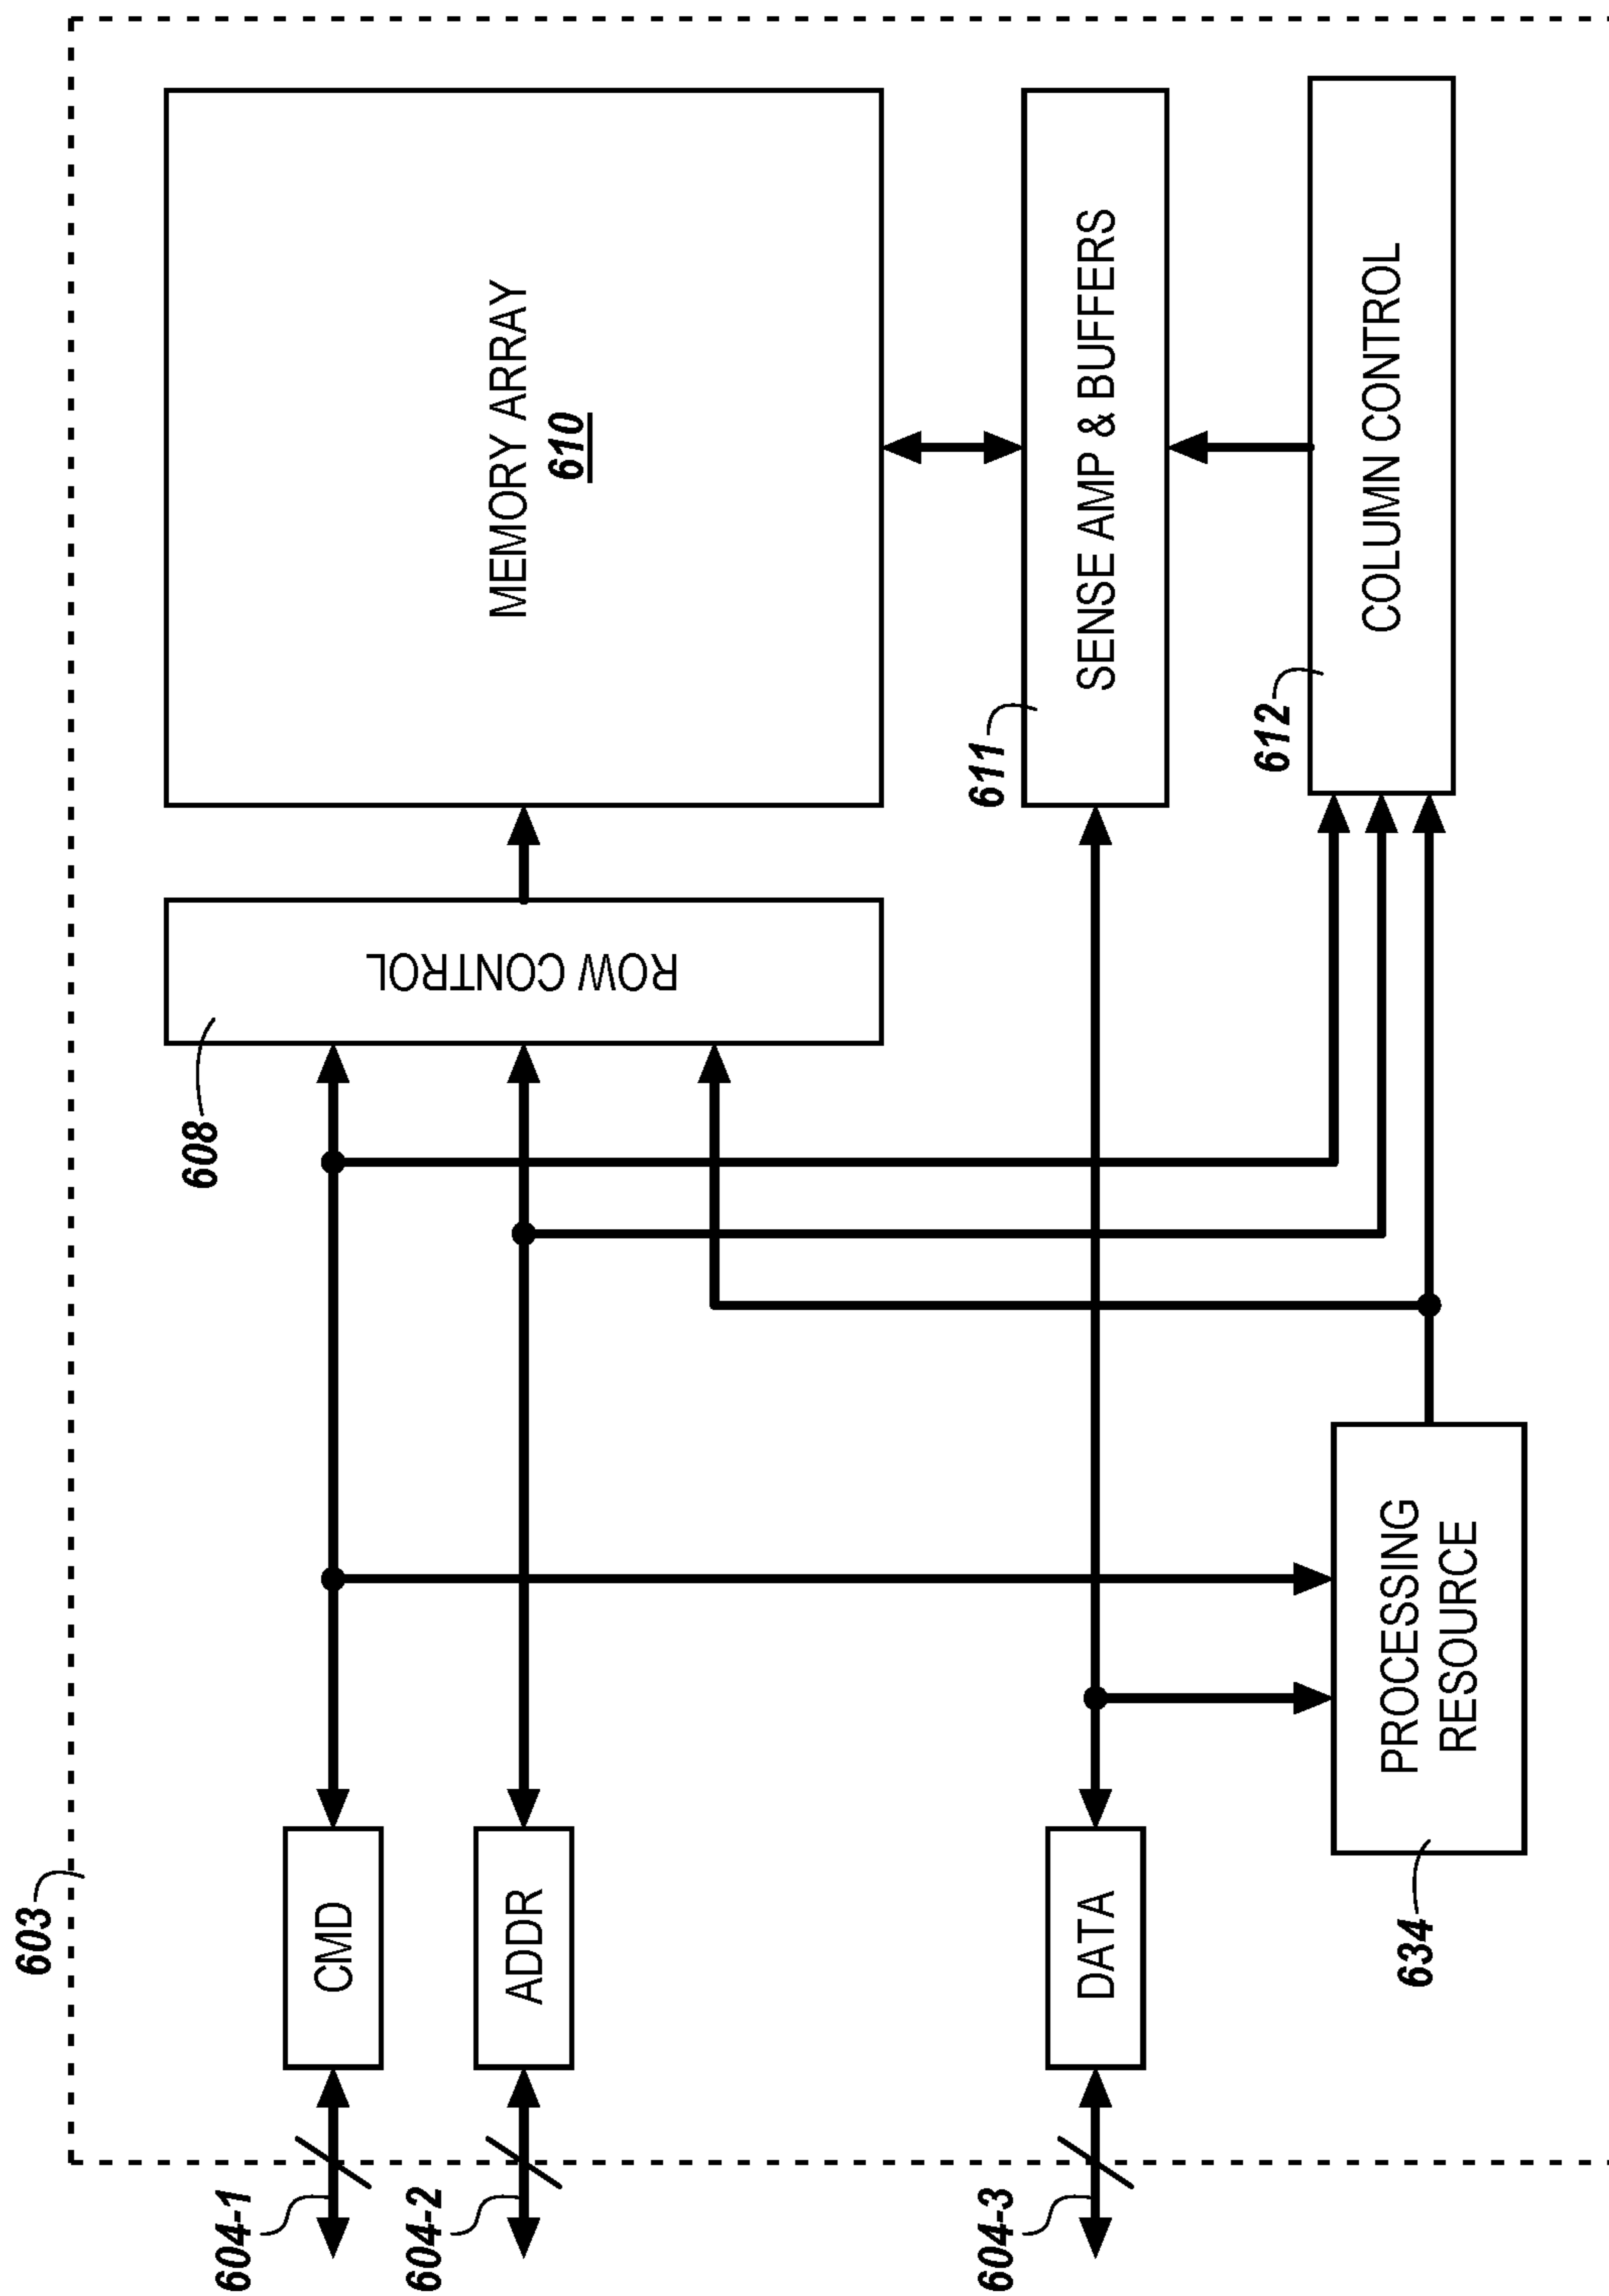 603
604-1
CMD
604-2
ADDR
604-3
DATA
608
ROW CONTROL
MEMORY ARRAY
610
611
SENSE AMP & BUFFERS
612
COLUMN CONTROL
634
PROCESSING
RESOURCE